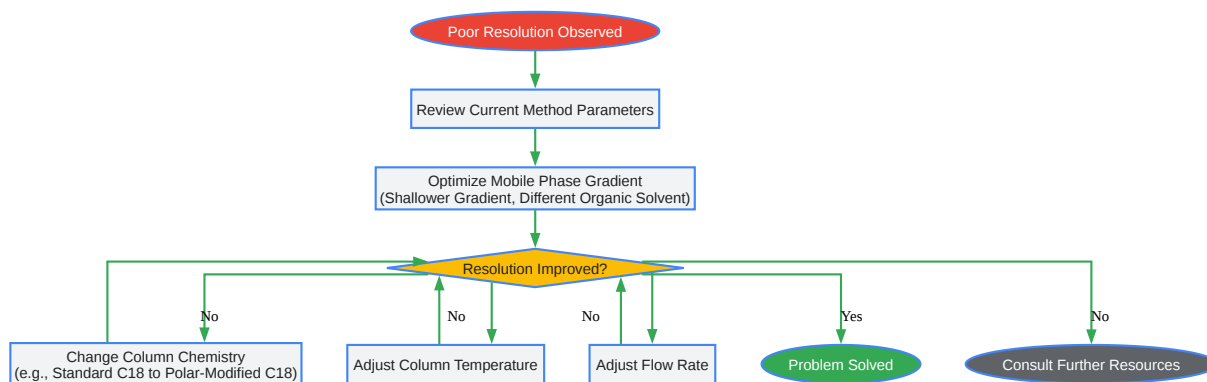 Poor Resolution Observed
Review Current Method Parameters
Optimize Mobile Phase Gradient
(Shallower Gradient, Different Organic Solvent)
Resolution Improved?
No
No
No
Yes
No
Change Column Chemistry
(e.g., Standard C18 to Polar-Modified C18)
Adjust Column Temperature
Adjust Flow Rate
Problem Solved
Consult Further Resources